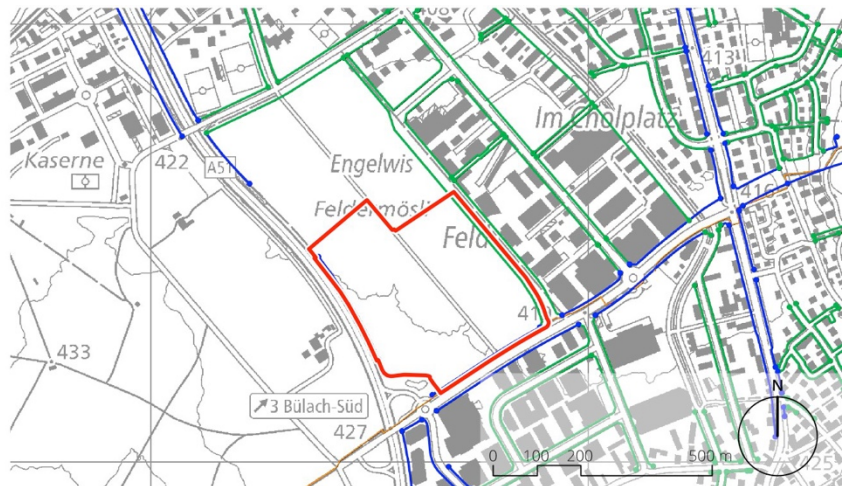 413
Im Cholplatz
422
Kaserne
A51
Engelwis
416
Feldermösli
Feld
433
3 Bülach-Süd
427
N
0 100 200 500 m
425